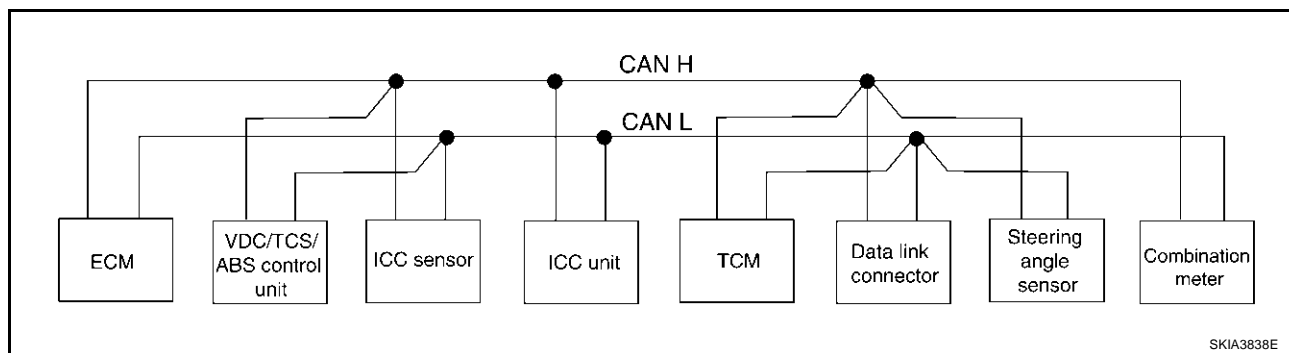 CAN H
CAN L
ECM
VDC/TCS/
ABS control
unit
ICC sensor
ICC unit
TCM
Data link
connector
Steering
angle
sensor
Combination
meter
SKIA3838E